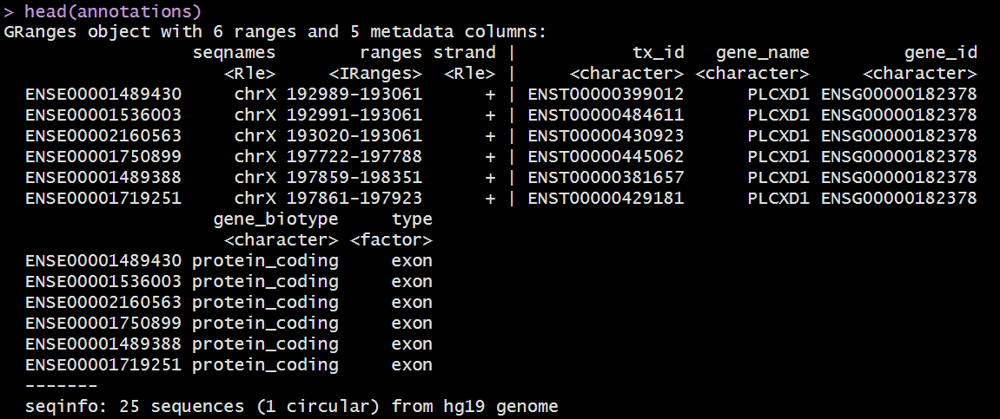 > head(annotations)
GRanges object with 6 ranges and 5 metadata columns:
                  seqnames        ranges strand |           tx_id   gene_name         gene_id
                     <Rle>     <IRanges>  <Rle> |     <character> <character>     <character>
  ENSE00001489430     chrX 192989-193061      + | ENST00000399012      PLCXD1 ENSG00000182378
  ENSE00001536003     chrX 192991-193061      + | ENST00000484611      PLCXD1 ENSG00000182378
  ENSE00002160563     chrX 193020-193061      + | ENST00000430923      PLCXD1 ENSG00000182378
  ENSE00001750899     chrX 197722-197788      + | ENST00000445062      PLCXD1 ENSG00000182378
  ENSE00001489388     chrX 197859-198351      + | ENST00000381657      PLCXD1 ENSG00000182378
  ENSE00001719251     chrX 197861-197923      + | ENST00000429181      PLCXD1 ENSG00000182378
                    gene_biotype     type
                     <character> <factor>
  ENSE00001489430 protein_coding     exon
  ENSE00001536003 protein_coding     exon
  ENSE00002160563 protein_coding     exon
  ENSE00001750899 protein_coding     exon
  ENSE00001489388 protein_coding     exon
  ENSE00001719251 protein_coding     exon
  -------
  seqinfo: 25 sequences (1 circular) from hg19 genome